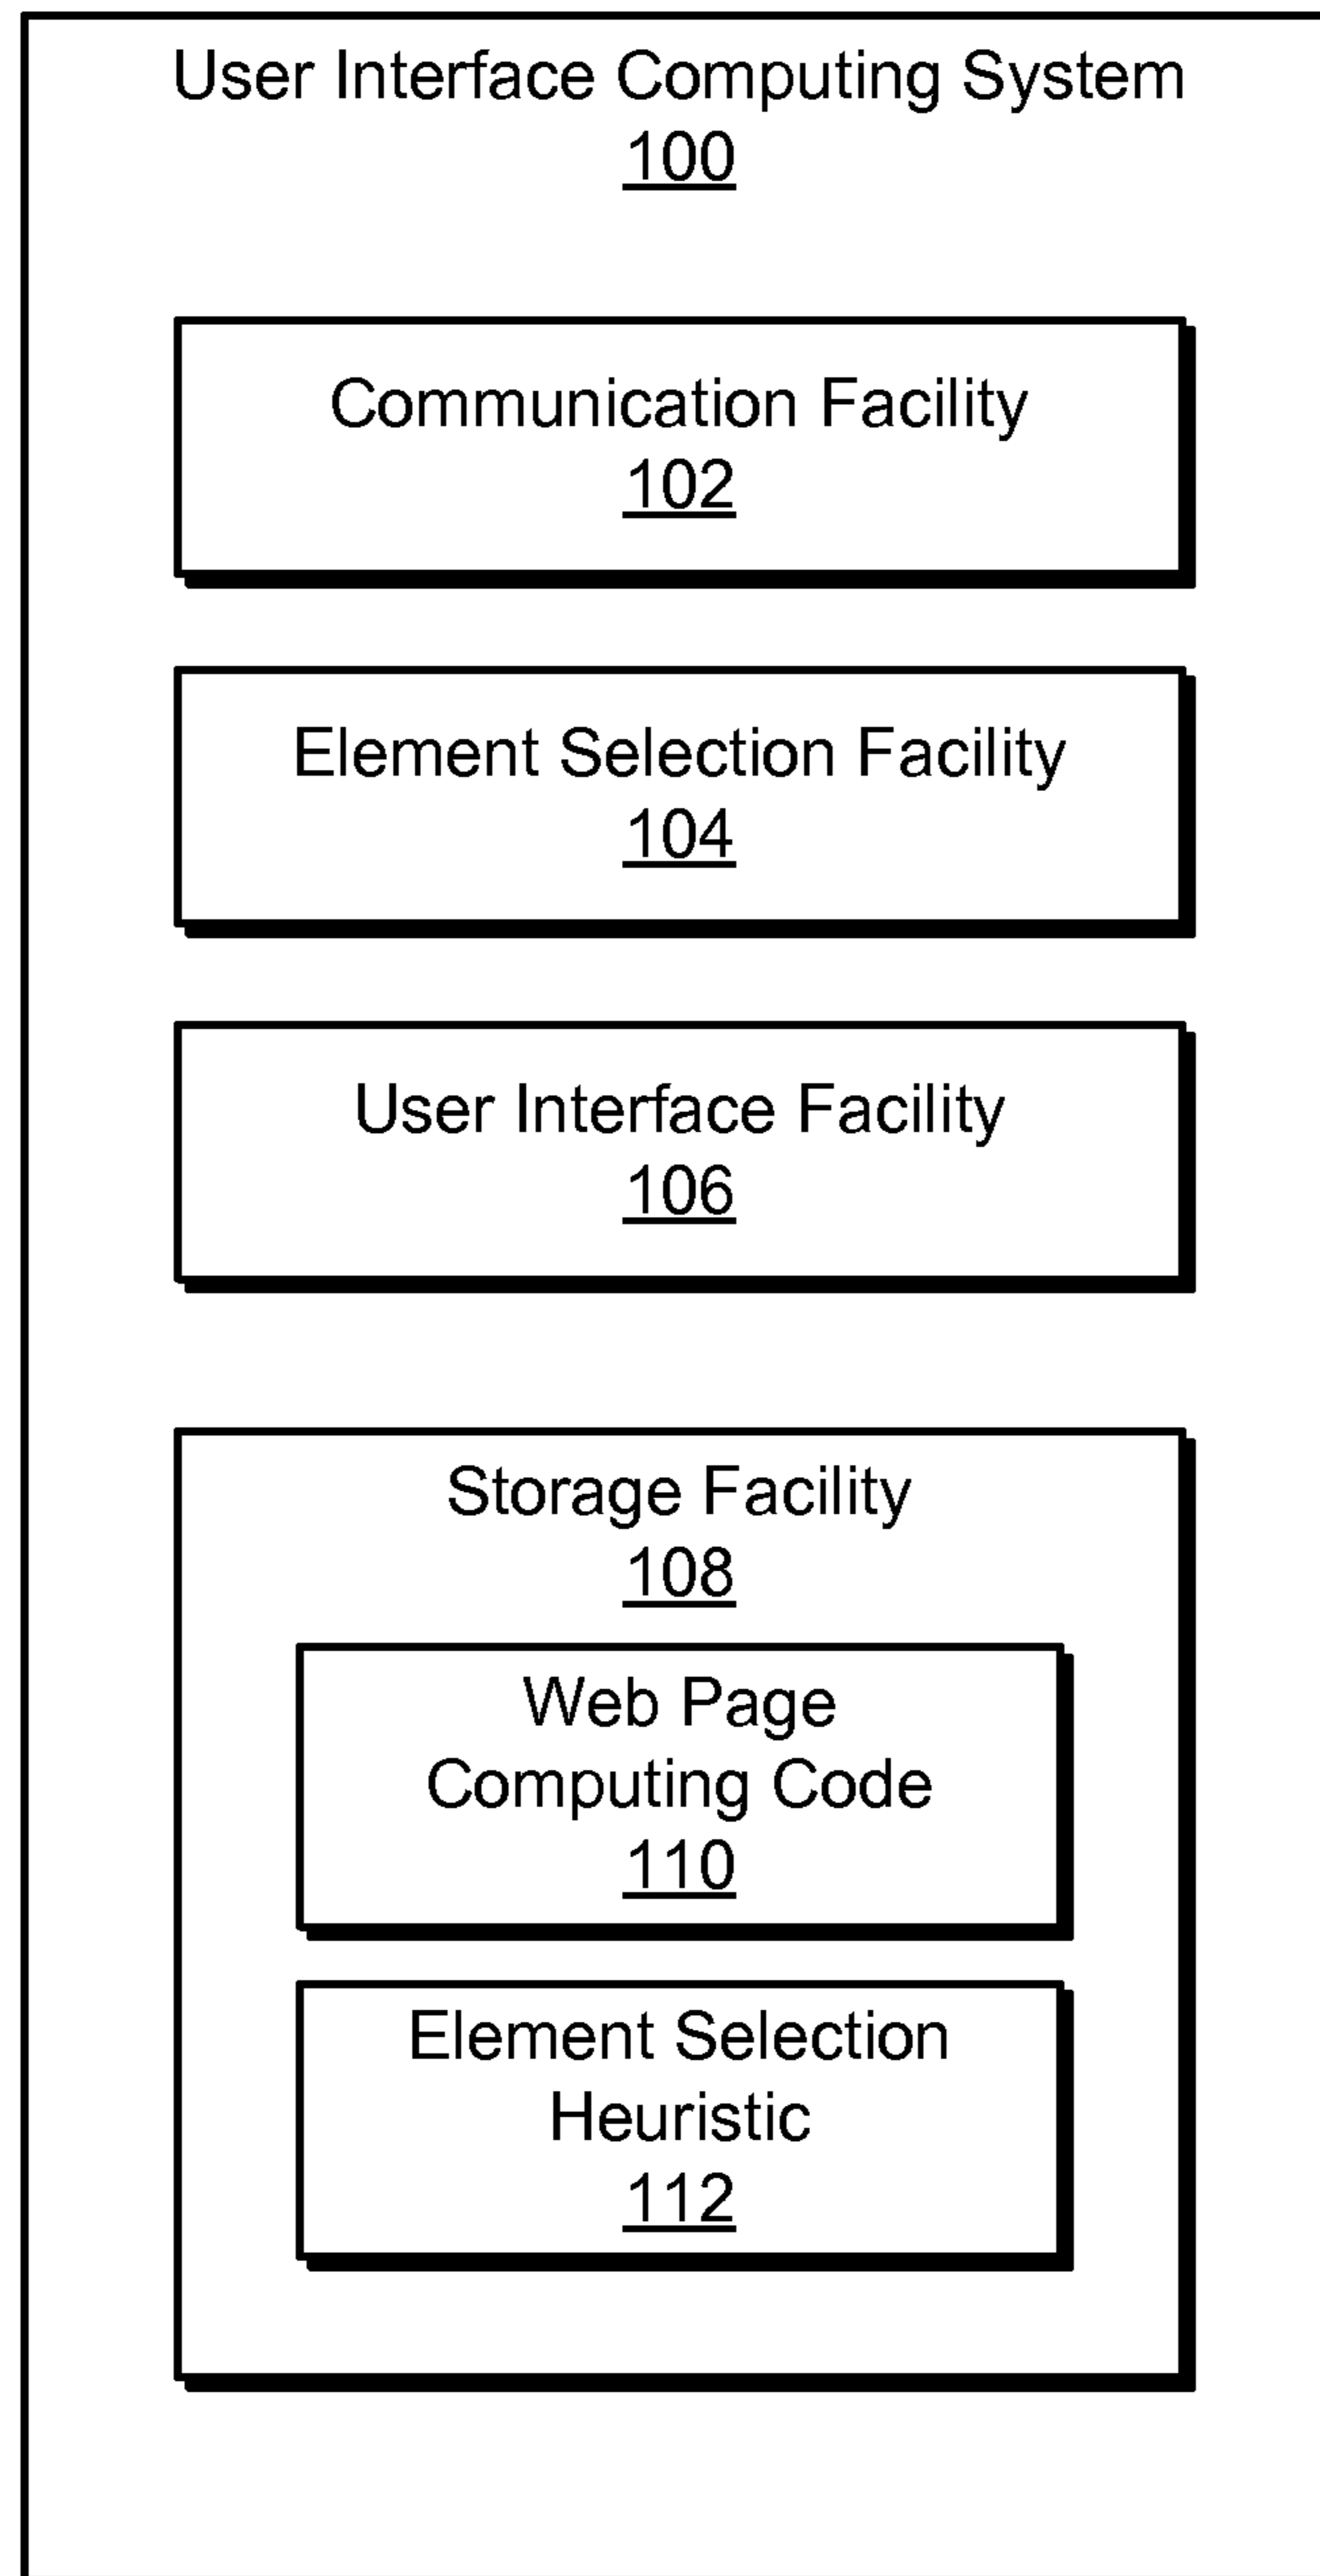 User Interface Computing System
100
Communication Facility
102
Element Selection Facility
104
User Interface Facility
106
Storage Facility
108
Web Page
Computing Code
110
Element Selection
Heuristic
112